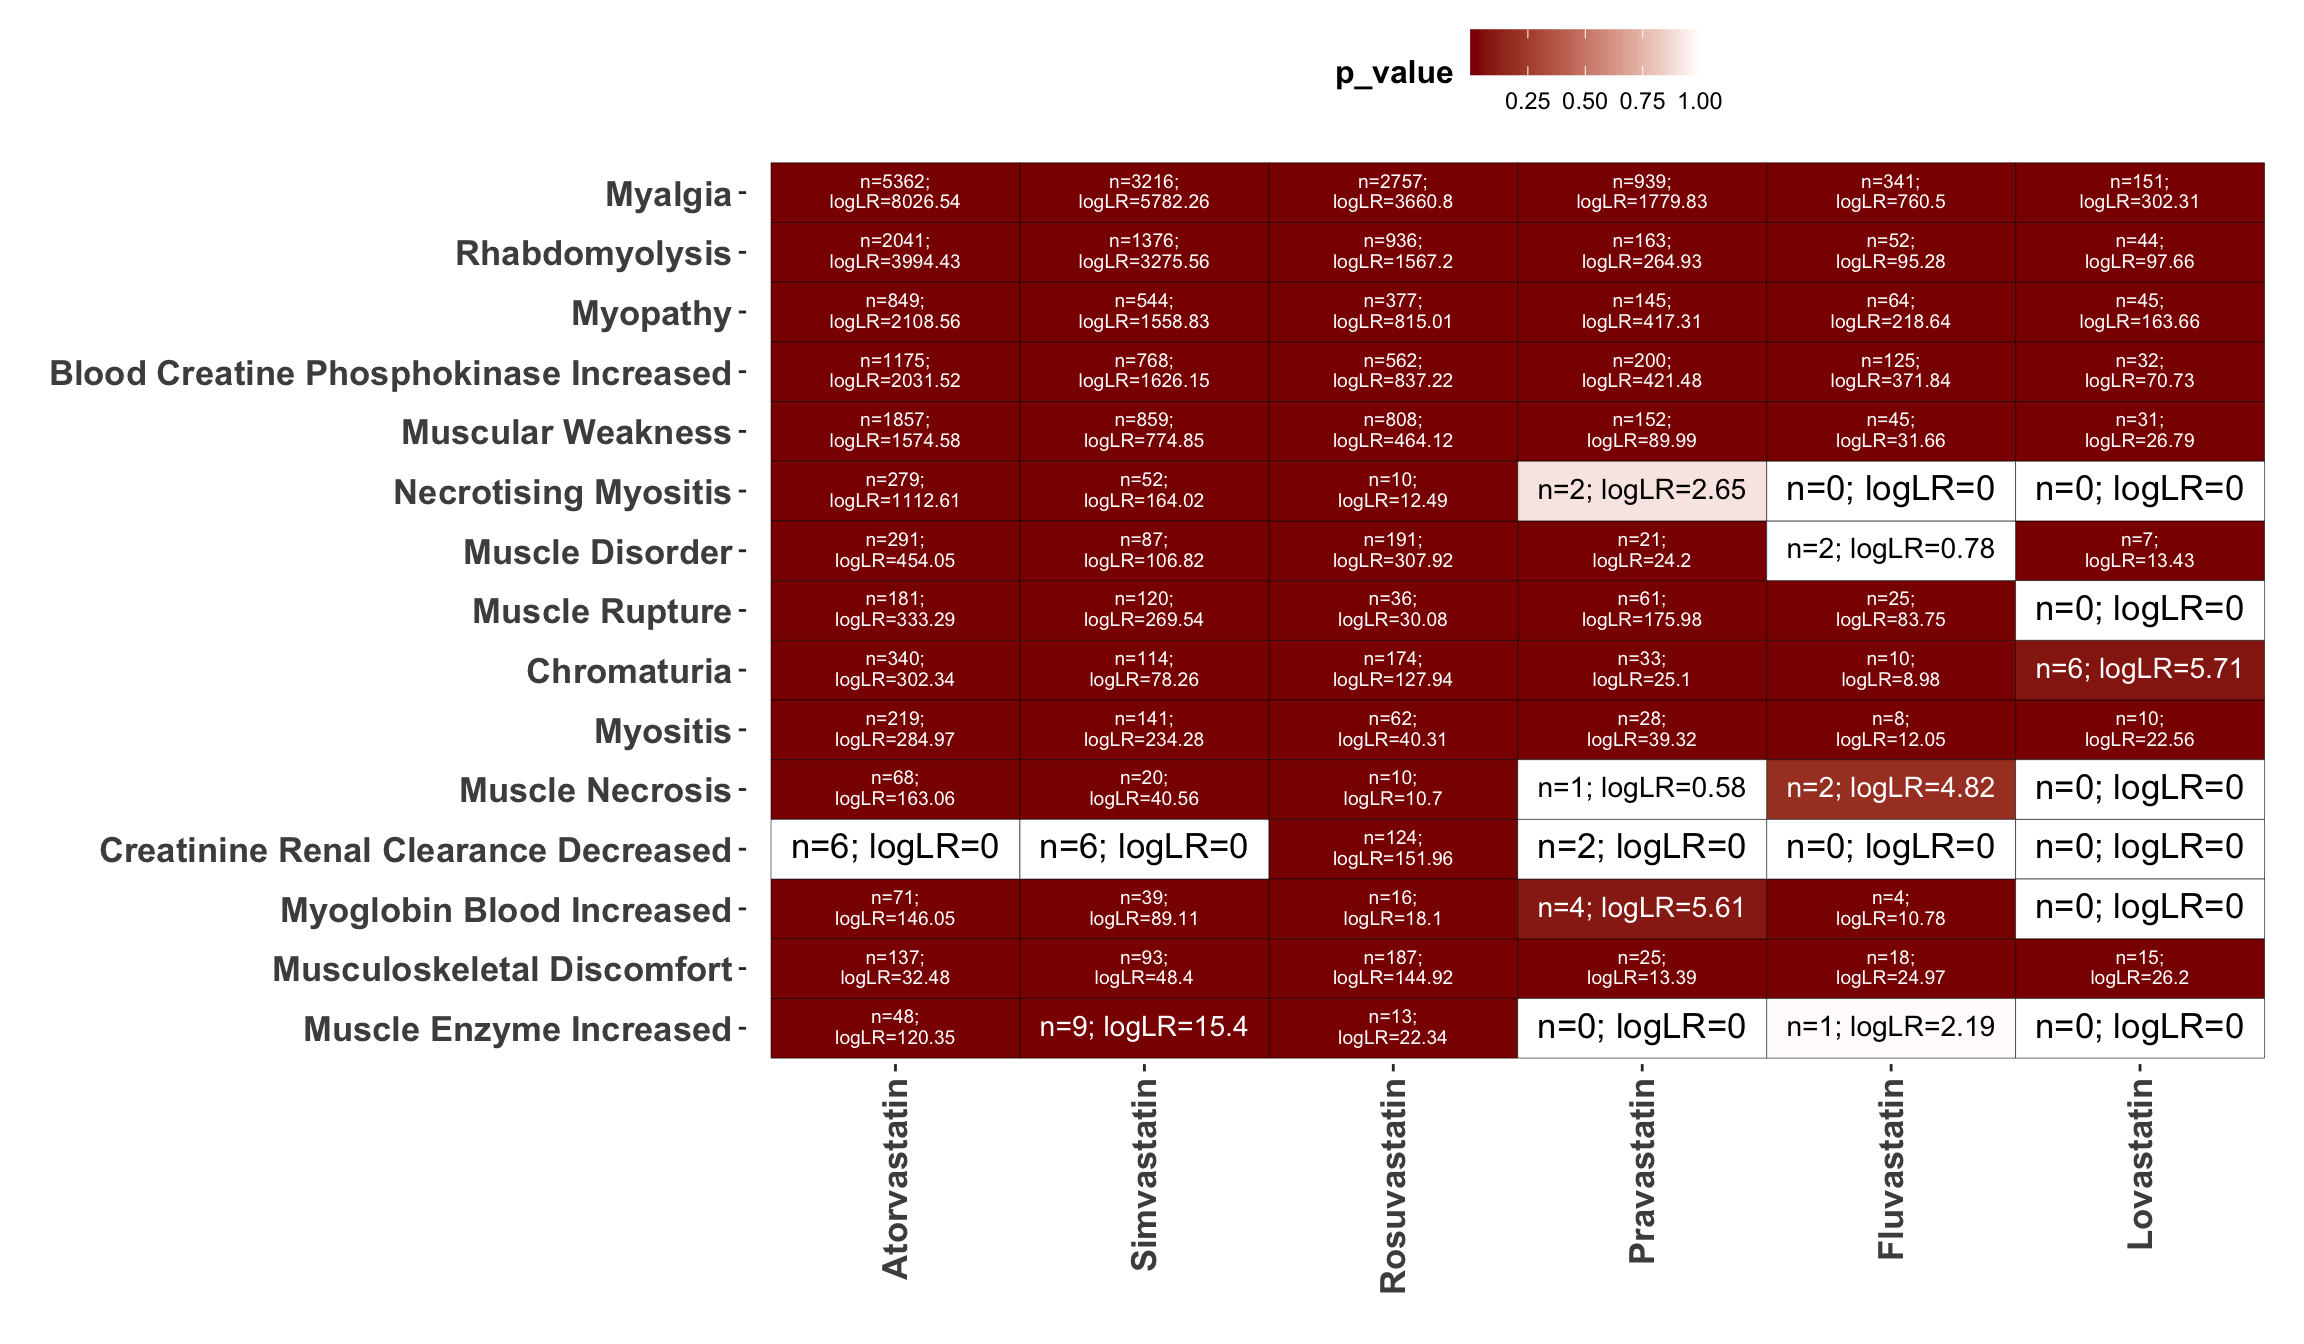 p_value
0.25 0.50 0.75 1.00
Myalgia
n=5362;
logLR=8026.54
n=3216;
logLR=5782.26
n=2757;
logLR=3660.8
n=939;
logLR=1779.83
n=341;
logLR=760.5
n=151;
logLR=302.31
Rhabdomyolysis
n=2041;
logLR=3994.43
n=1376;
logLR=3275.56
n=936;
logLR=1567.2
n=163;
logLR=264.93
n=52;
logLR=95.28
n=44;
logLR=97.66
Myopathy
n=849;
logLR=2108.56
n=544;
logLR=1558.83
n=377;
logLR=815.01
n=145;
logLR=417.31
n=64;
logLR=218.64
n=45;
logLR=163.66
Blood Creatine Phosphokinase Increased
n=1175;
logLR=2031.52
n=768;
logLR=1626.15
n=562;
logLR=837.22
n=200;
logLR=421.48
n=125;
logLR=371.84
n=32;
logLR=70.73
Muscular Weakness
n=1857;
logLR=1574.58
n=859;
logLR=774.85
n=808;
logLR=464.12
n=152;
logLR=89.99
n=45;
logLR=31.66
n=31;
logLR=26.79
Necrotising Myositis
n=279;
logLR=1112.61
n=52;
logLR=164.02
n=10;
logLR=12.49
n=2; logLR=2.65
n=0; logLR=0
n=0; logLR=0
Muscle Disorder
n=291;
logLR=454.05
n=87;
logLR=106.82
n=191;
logLR=307.92
n=21;
logLR=24.2
n=2; logLR=0.78
n=7;
logLR=13.43
Muscle Rupture
n=181;
logLR=333.29
n=120;
logLR=269.54
n=36;
logLR=30.08
n=61;
logLR=175.98
n=25;
logLR=83.75
n=0; logLR=0
Chromaturia
n=340;
logLR=302.34
n=114;
logLR=78.26
n=174;
logLR=127.94
n=33;
logLR=25.1
n=10;
logLR=8.98
n=6; logLR=5.71
Myositis
n=219;
logLR=284.97
n=141;
logLR=234.28
n=62;
logLR=40.31
n=28;
logLR=39.32
n=8;
logLR=12.05
n=10;
logLR=22.56
Muscle Necrosis
n=68;
logLR=163.06
n=20;
logLR=40.56
n=10;
logLR=10.7
n=1; logLR=0.58
n=2; logLR=4.82
n=0; logLR=0
Creatinine Renal Clearance Decreased
n=6; logLR=0
n=6; logLR=0
n=124;
logLR=151.96
n=2; logLR=0
n=0; logLR=0
n=0; logLR=0
Myoglobin Blood Increased
n=71;
logLR=146.05
n=39;
logLR=89.11
n=16;
logLR=18.1
n=4; logLR=5.61
n=4;
logLR=10.78
n=0; logLR=0
Musculoskeletal Discomfort
n=137;
logLR=32.48
n=93;
logLR=48.4
n=187;
logLR=144.92
n=25;
logLR=13.39
n=18;
logLR=24.97
n=15;
logLR=26.2
Muscle Enzyme Increased
n=48;
logLR=120.35
n=9; logLR=15.4
n=13;
logLR=22.34
n=0; logLR=0
n=1; logLR=2.19
n=0; logLR=0
Atorvastatin
Simvastatin
Rosuvastatin
Pravastatin
Fluvastatin
Lovastatin